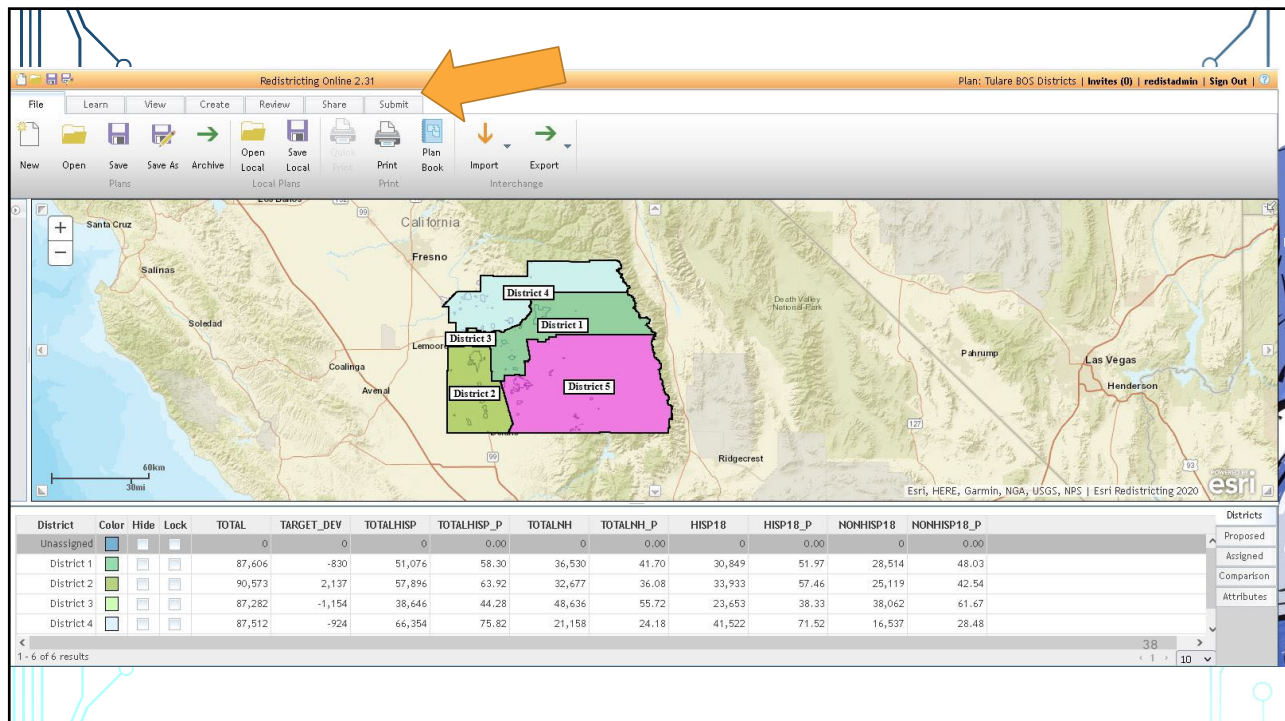 Redistricting Online 2.31
Plan: Tulare BOS Districts | Invites (0) | redistadmin | Sign Out |
File Learn View Create Review Share Submit
New Open Save Save As Archive Open Local Save Local Quick Print Print Plan Book Import Export
Plans Local Plans Print Interchange
Santa Cruz
99
California
Fresno
Salinas
District 4
Death Valley
National Park
Soledad
District 1
Lemoore
District 3
Pahrump
Las Vegas
Coalinga
Henderson
Avenal
District 2
District 5
127
99
Ridgecrest
93
60km
30mi
POWERED BY
esri
Esri, HERE, Garmin, NGA, USGS, NPS | Esri Redistricting 2020
District Color Hide Lock TOTAL TARGET_DEV TOTALHISP TOTALHISP_P TOTALNH TOTALNH_P HISP18 HISP18_P NONHISP18 NONHISP18_P
Unassigned 0 0 0 0.00 0 0.00 0 0.00 0 0.00
District 1 87,606 -830 51,076 58.30 36,530 41.70 30,849 51.97 28,514 48.03
District 2 90,573 2,137 57,896 63.92 32,677 36.08 33,933 57.46 25,119 42.54
District 3 87,282 -1,154 38,646 44.28 48,636 55.72 23,653 38.33 38,062 61.67
District 4 87,512 -924 66,354 75.82 21,158 24.18 41,522 71.52 16,537 28.48
Districts
Proposed
Assigned
Comparison
Attributes
38
1 - 6 of 6 results
1 10